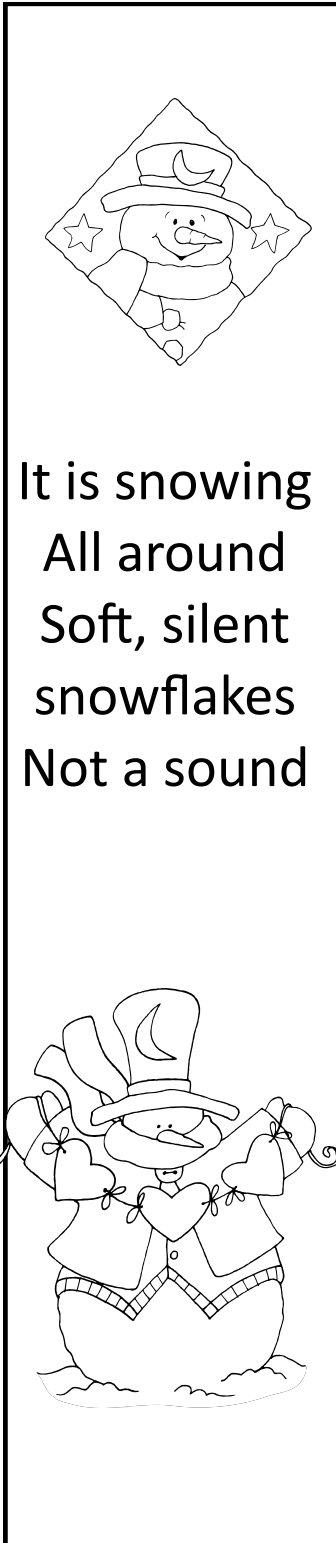 It is snowing
All around
Soft, silent
snowflakes
Not a sound